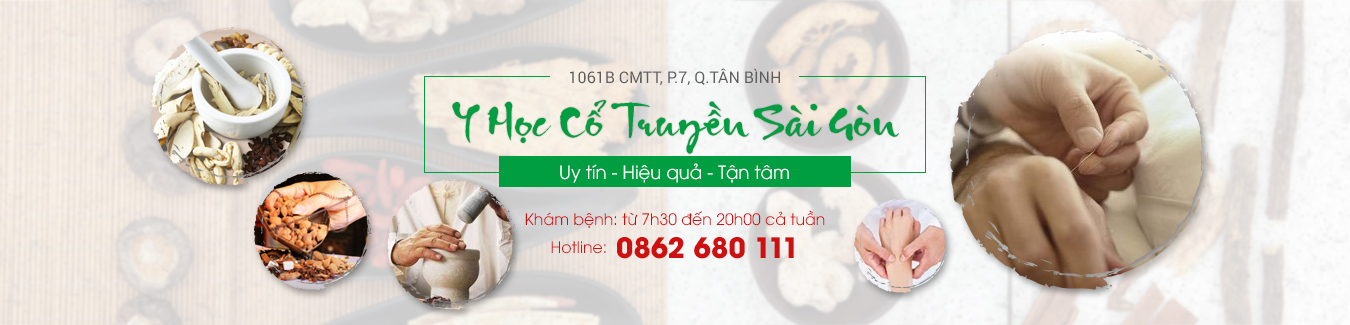 1061B CMTT, P.7, Q.TÂN BÌNH
Y Học Cổ Truyền Sài Gòn
Uy tín - Hiệu quả - Tận tâm
Khám bệnh: từ 7h30 đến 20h00 cả tuần
Hotline: 0862 680 111